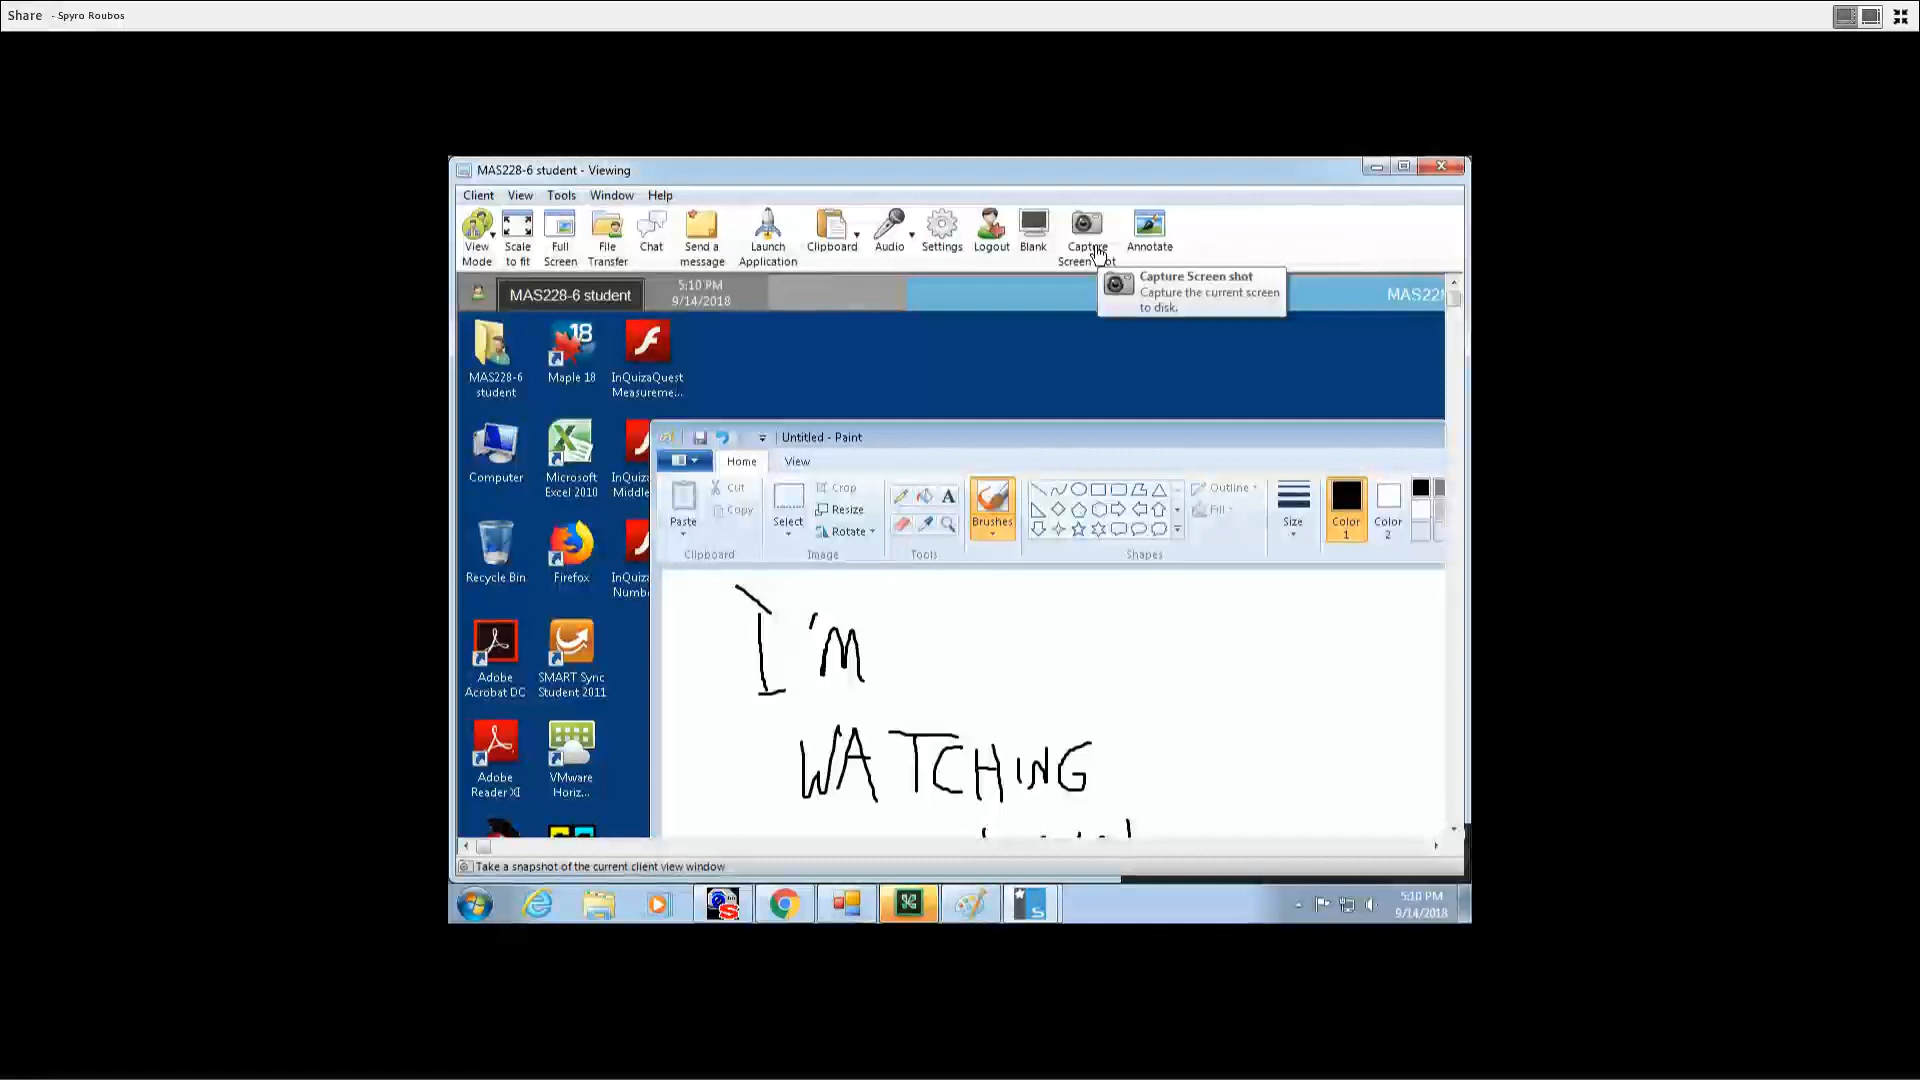 Share - Spyro Roubos
MAS228-6 student - Viewing
Client View Tools Window Help
View Mode
Scale to fit
Full Screen
File Transfer
Chat
Send a message
Launch Application
Clipboard
Audio
Settings
Logout
Blank
Capture Screen shot
Annotate
Capture Screen shot
Capture the current screen
to disk.
MAS228-6 student
5:10 PM
9/14/2018
MAS22
MAS228-6 student
Maple 18
InQuizaQuest Measureme...
Computer
Microsoft Excel 2010
InQuiz
Middle
Recycle Bin
Firefox
InQuiz
Numb
Adobe Acrobat DC
SMART Sync Student 2011
Adobe Reader XI
VMware Horiz...
Untitled - Paint
Home View
Paste
Cut
Copy
Clipboard
Select
Crop
Resize
Rotate
Image
Tools
Brushes
Shapes
Outline
Fill
Size
Color 1
Color 2
I'M
WATCHING
Take a snapshot of the current client view window
5:10 PM
9/14/2018